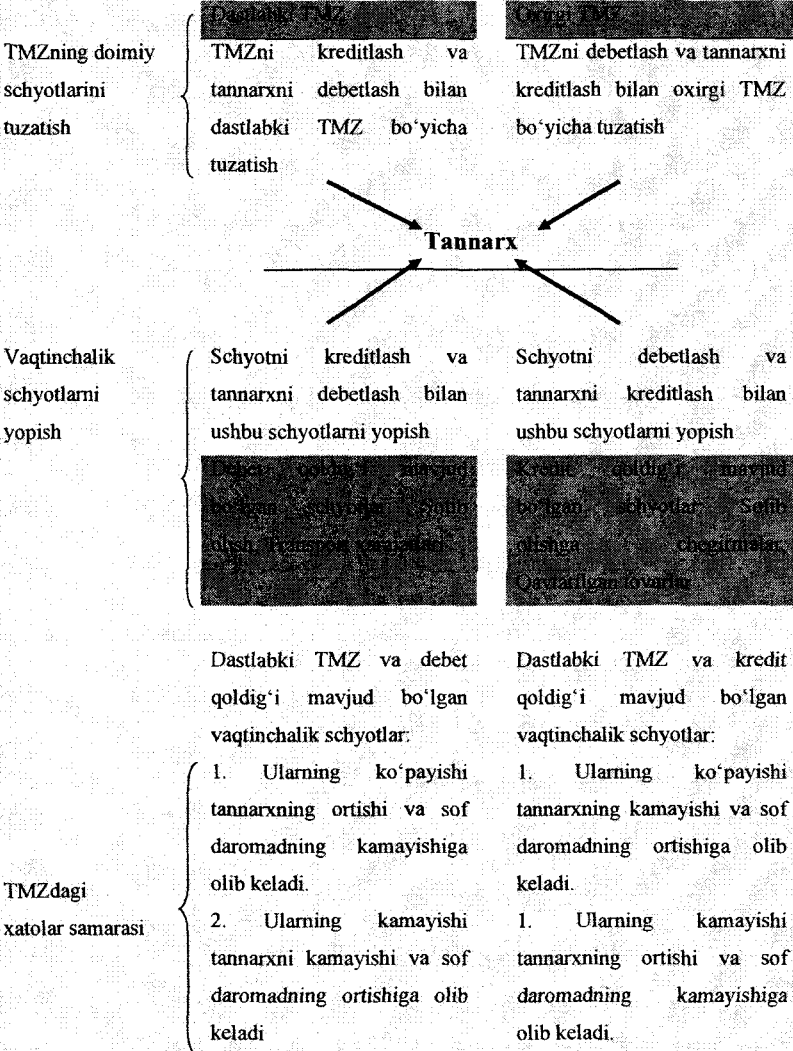 Dastlabki TMZ
Oxirgi TMZ
TMZning doimiy
schyotlarini
tuzatish
TMZni kreditlash va
tannarxni debetlash bilan
dastlabki TMZ bo‘yicha
tuzatish
TMZni debetlash va tannarxni
kreditlash bilan oxirgi TMZ
bo‘yicha tuzatish
Tannarx
Vaqtinchalik
schyotlarni
yopish
Schyotni kreditlash va
tannarxni debetlash bilan
ushbu schyotlarni yopish
Debet qoldig‘i mavjud
bo‘lgan schyotlar Sotib
olish, Transport xarajatlari
Schyotni debetlash va
tannarxni kreditlash bilan
ushbu schyotlarni yopish
Kredit qoldig‘i mavjud
bo‘lgan schyotlar Sotib
olishga chegirmalar,
Qaytarilgan tovarlar
Dastlabki TMZ va debet
qoldig‘i mavjud bo‘lgan
vaqtinchalik schyotlar:
Dastlabki TMZ va kredit
qoldig‘i mavjud bo‘lgan
vaqtinchalik schyotlar:
TMZdagi
xatolar samarasi
1. Ularning ko‘payishi
tannarxning ortishi va sof
daromadning kamayishiga
olib keladi.
2. Ularning kamayishi
tannarxni kamayishi va sof
daromadning ortishiga olib
keladi
1. Ularning ko‘payishi
tannarxning kamayishi va sof
daromadning ortishiga olib
keladi.
1. Ularning kamayishi
tannarxning ortishi va sof
daromadning kamayishiga
olib keladi.